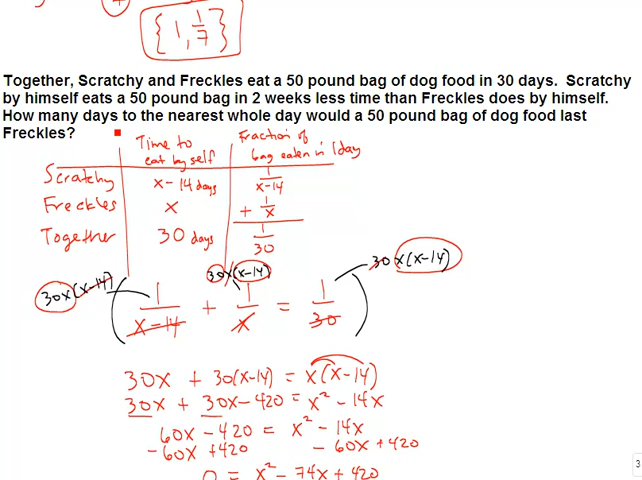 {1, 1/7}
Together, Scratchy and Freckles eat a 50 pound bag of dog food in 30 days. Scratchy
by himself eats a 50 pound bag in 2 weeks less time than Freckles does by himself.
How many days to the nearest whole day would a 50 pound bag of dog food last
Freckles?
Time to eat by self | Fraction of bag eaten in 1 day
Scratchy | x - 14 days | 1/(x-14)
Freckles | x | + 1/x
Together | 30 days | 1/30
30x(x-14) 30x(x-14) 30x(x-14)
( 1/(x-14) + 1/x = 1/30 )
30x + 30(x-14) = x(x-14)
30x + 30x - 420 = x² - 14x
60x - 420 = x² - 14x
-60x + 420 - 60x + 420
0 = x² - 74x + 420
3